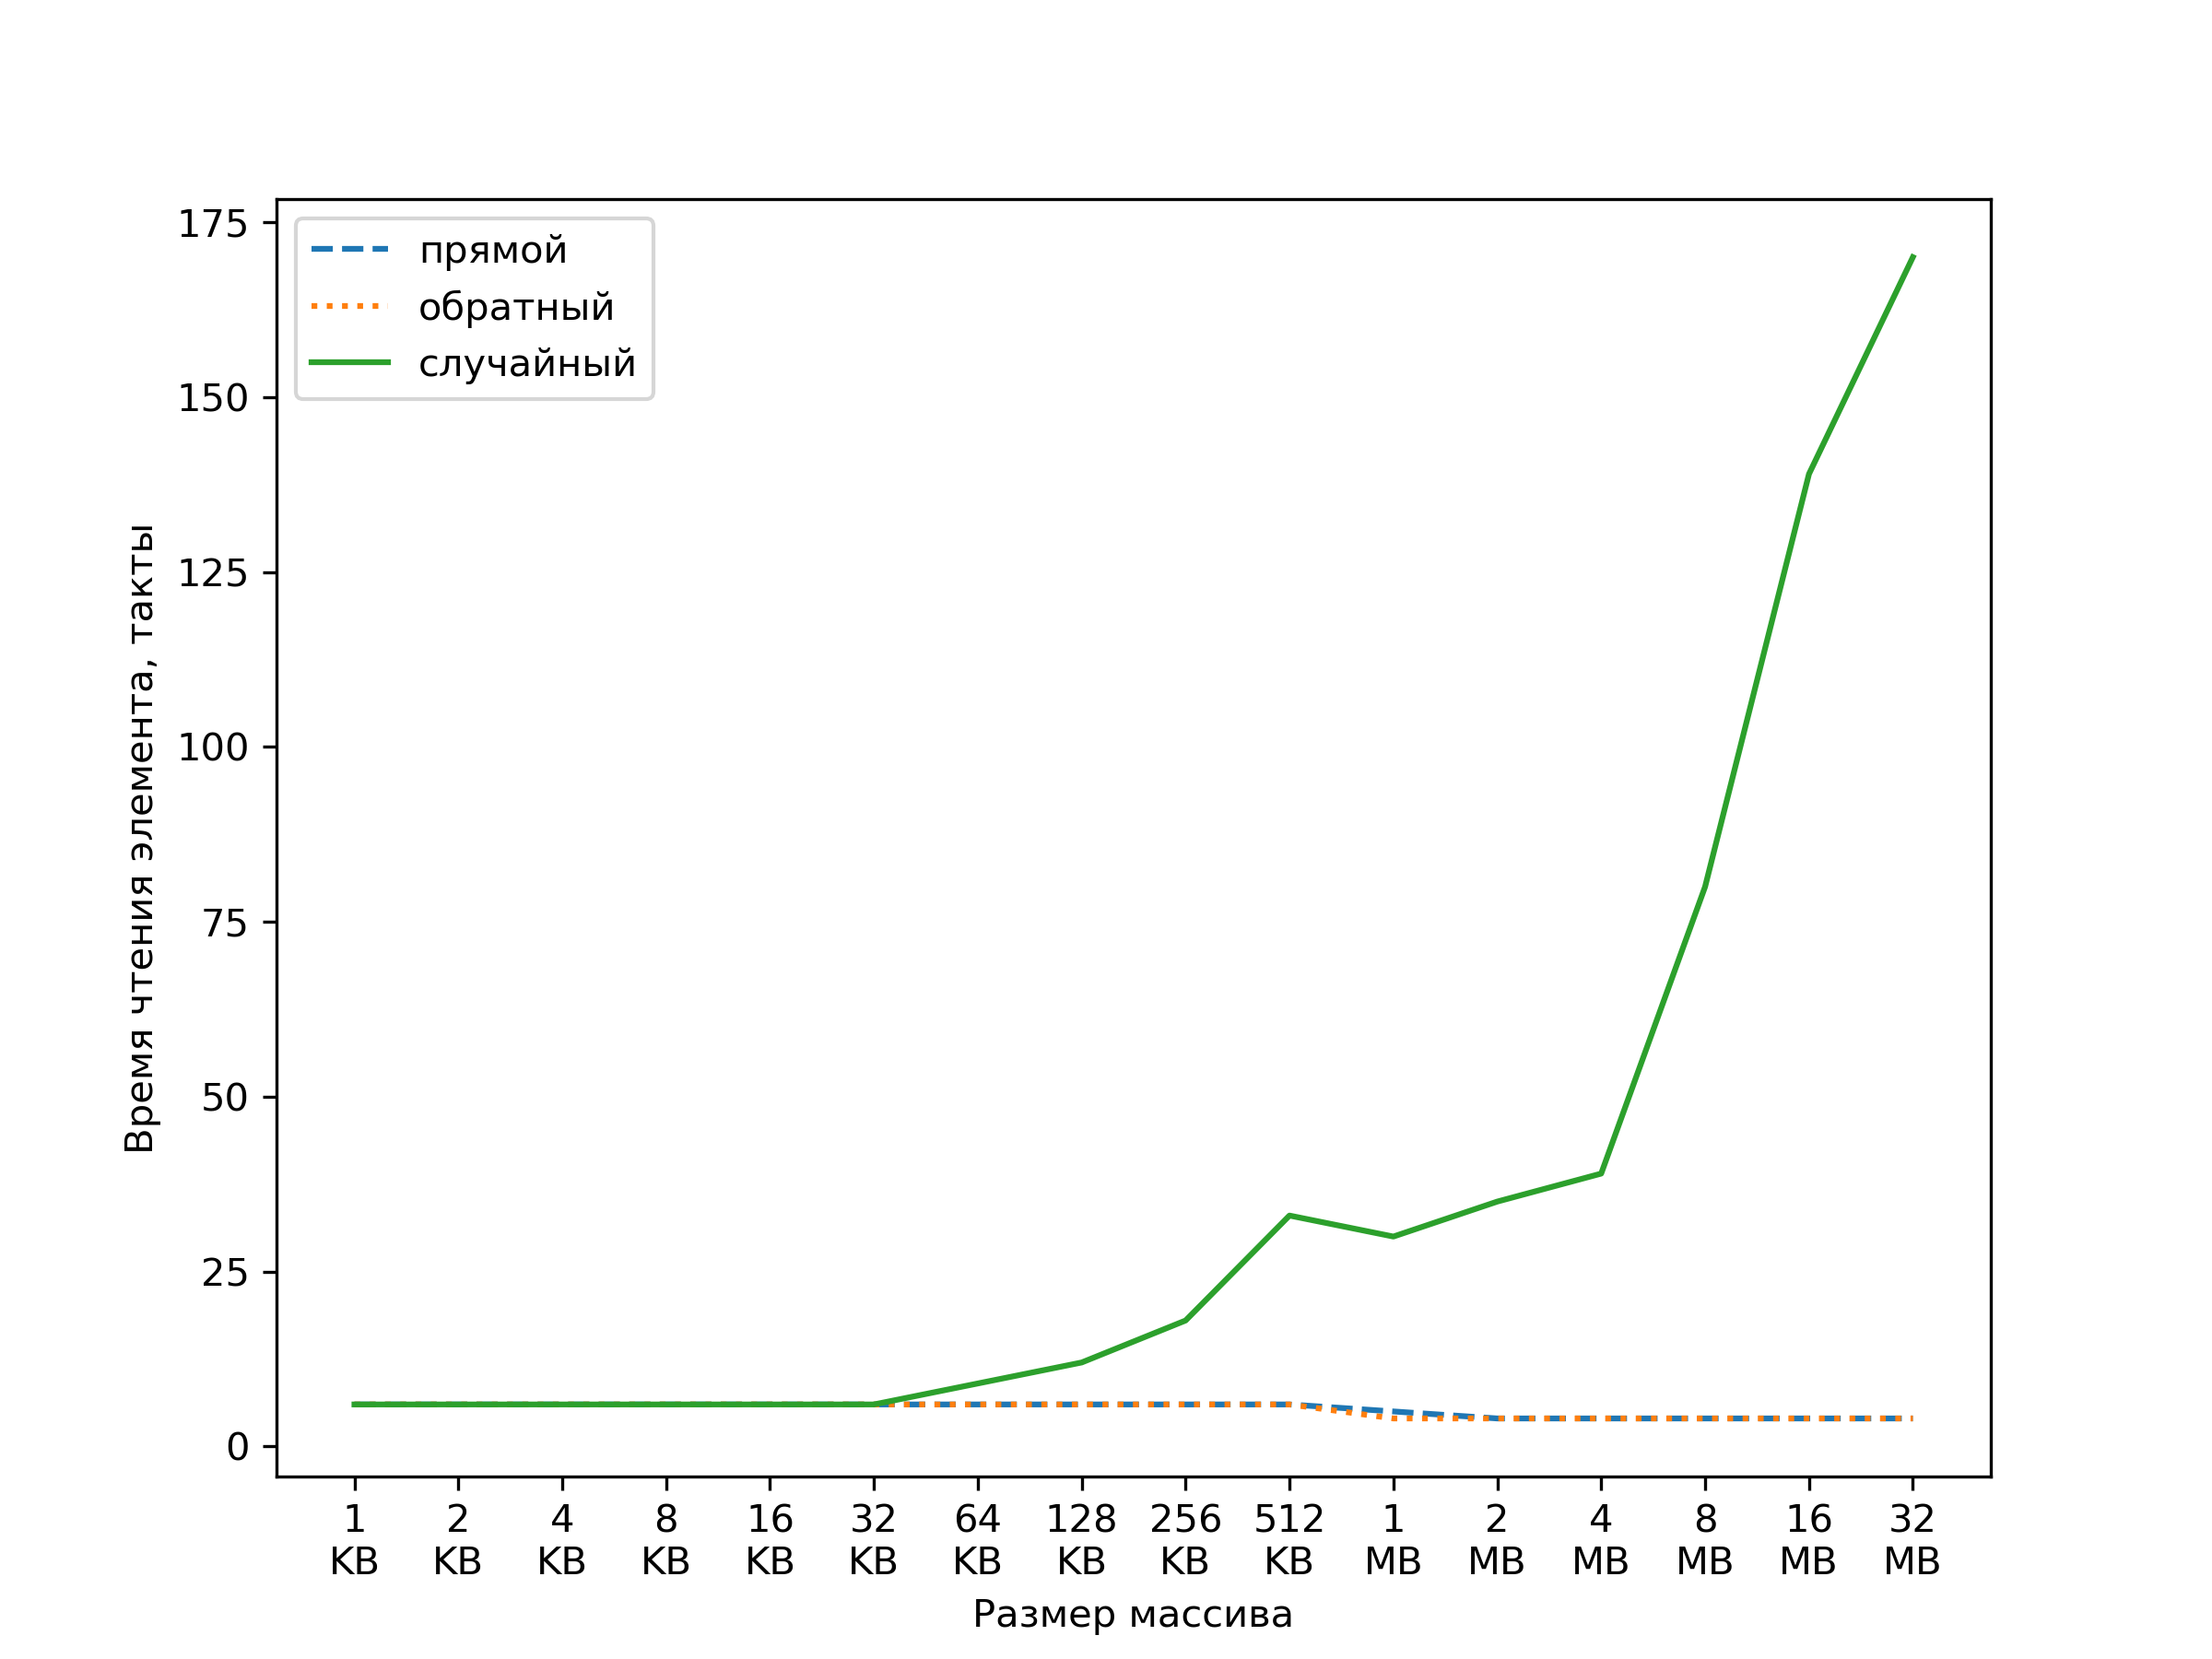 прямой
обратный
случайный
175
150
125
100
75
50
25
0
Время чтения элемента, такты
1 KB
2 KB
4 KB
8 KB
16 KB
32 KB
64 KB
128 KB
256 KB
512 KB
1 MB
2 MB
4 MB
8 MB
16 MB
32 MB
Размер массива